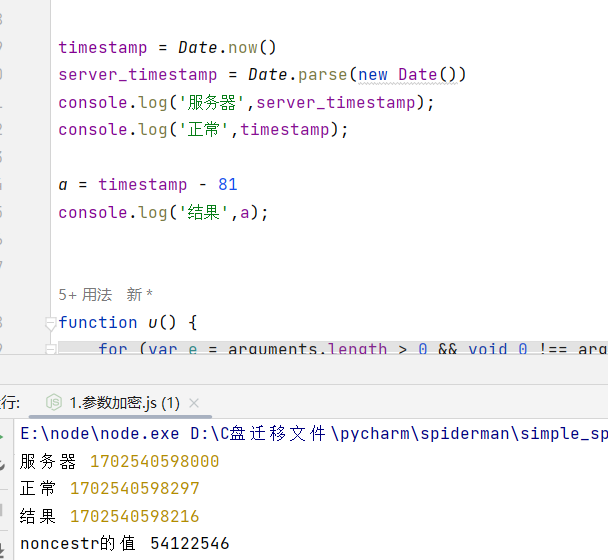 timestamp = Date.now()
server_timestamp = Date.parse(new Date())
console.log('服务器',server_timestamp);
console.log('正常',timestamp);
a = timestamp - 81
console.log('结果',a);
5+ 用法 新 *
function u() {
for (var e = arguments.length > 0 && void 0 !== arg
行: 1.参数加密.js (1) ×
E:\node\node.exe D:\C盘迁移文件\pycharm\spiderman\simple_sp
服务器 1702540598000
正常 1702540598297
结果 1702540598216
noncestr的值 54122546